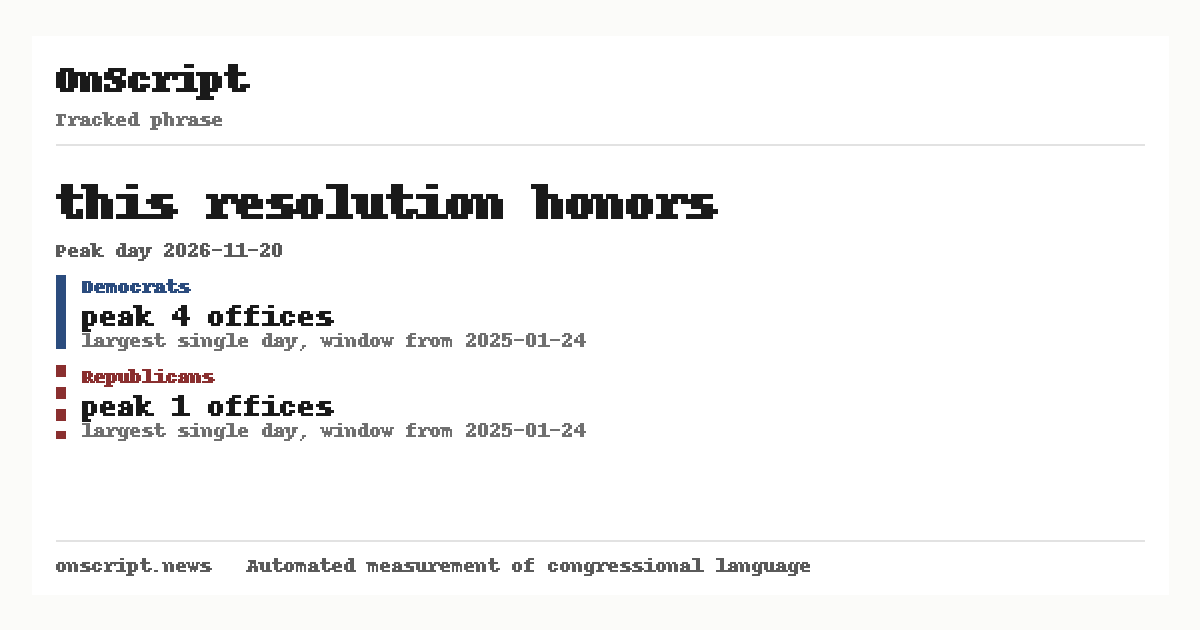 OnScript
Tracked phrase
this resolution honors
Peak day 2026-11-20
Democrats
peak 4 offices
largest single day, window from 2025-01-24
Republicans
peak 1 offices
largest single day, window from 2025-01-24
onscript.news Automated measurement of congressional language